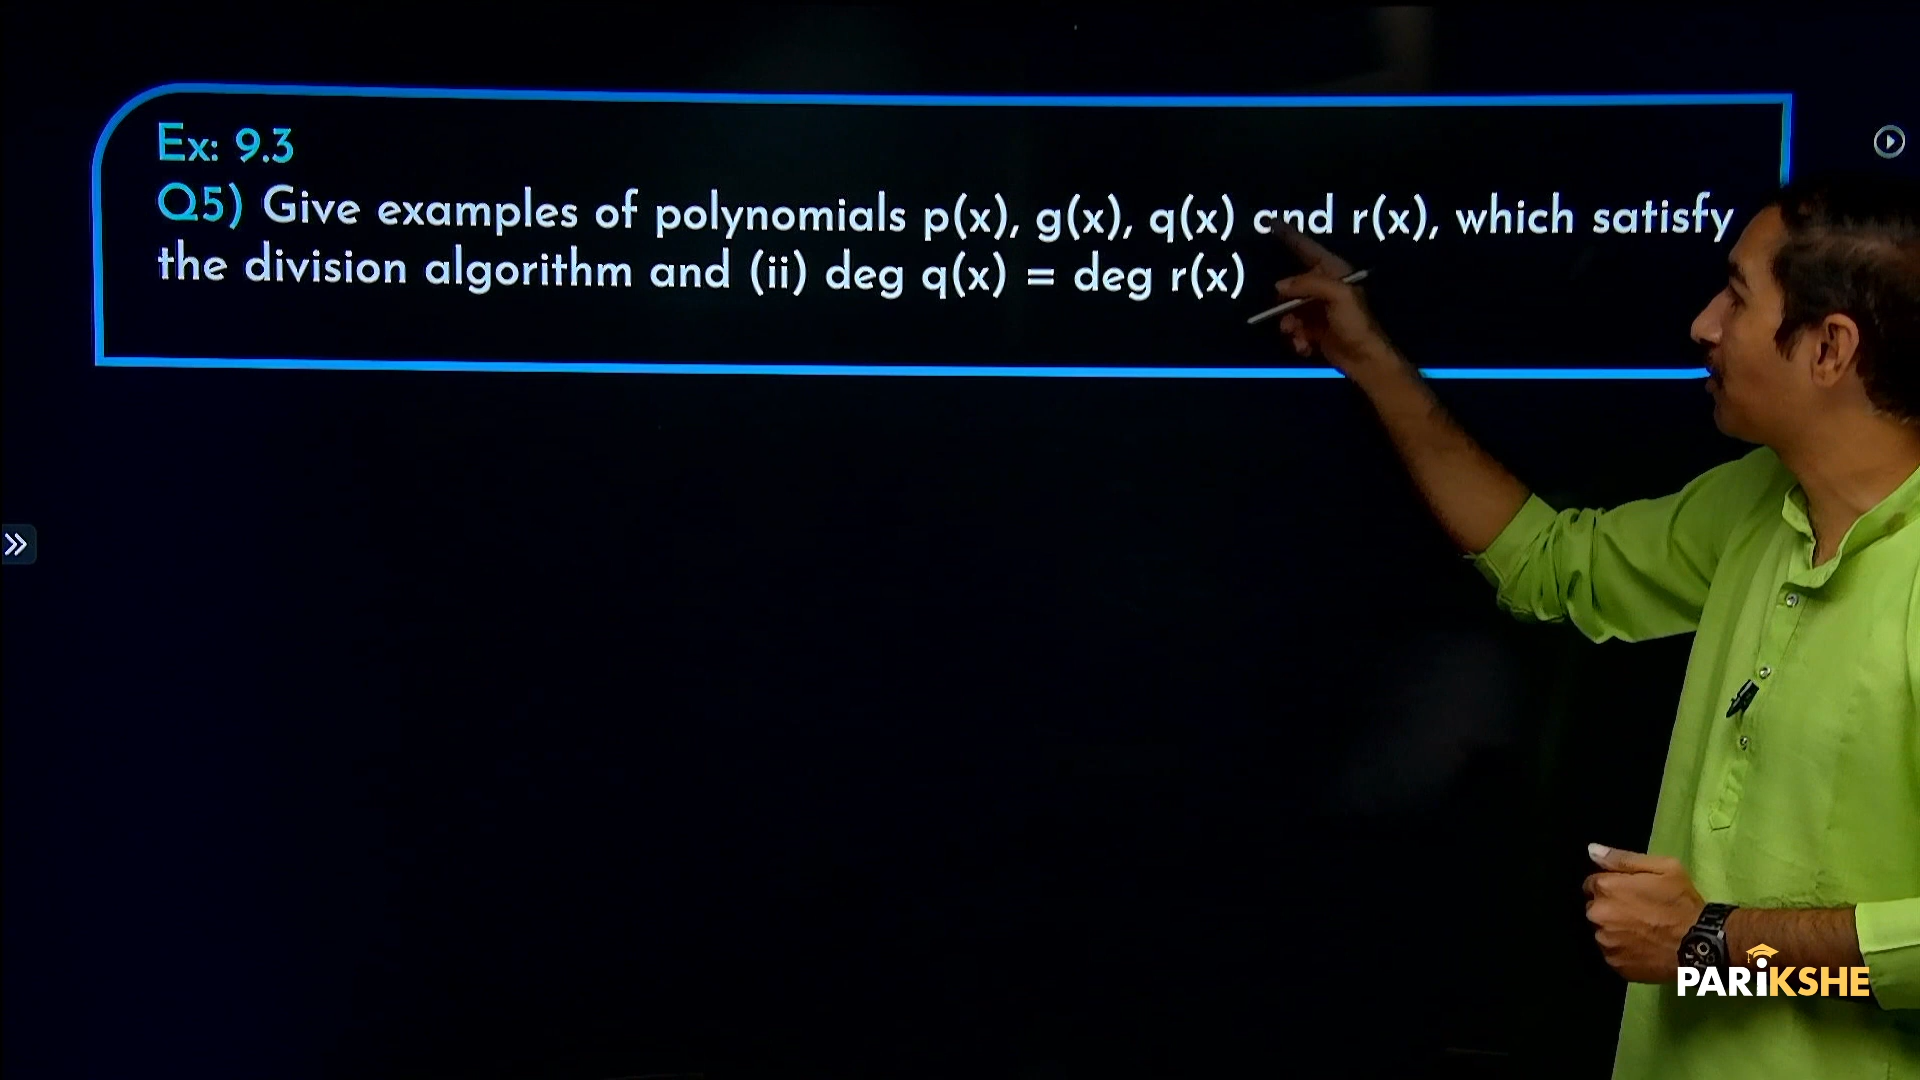 Ex: 9.3
Q5) Give examples of polynomials p(x), g(x), q(x) and r(x), which satisfy
the division algorithm and (ii) deg q(x) = deg r(x)
PARiKSHE